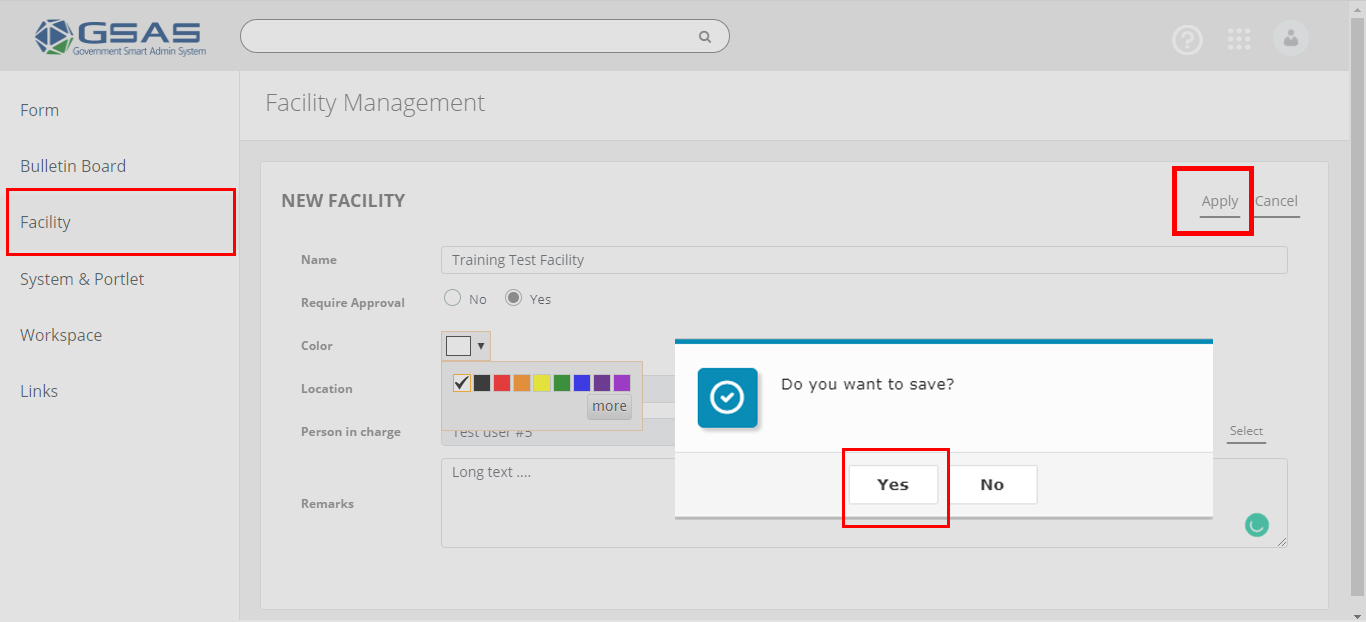 GSAS
Government Smart Admin System
Form
Bulletin Board
Facility
System & Portlet
Workspace
Links
Facility Management
NEW FACILITY
Apply Cancel
Name Training Test Facility
Require Approval No Yes
Color
more
Location
Person in charge Test user #5 Select
Remarks Long text ....
Do you want to save?
Yes No